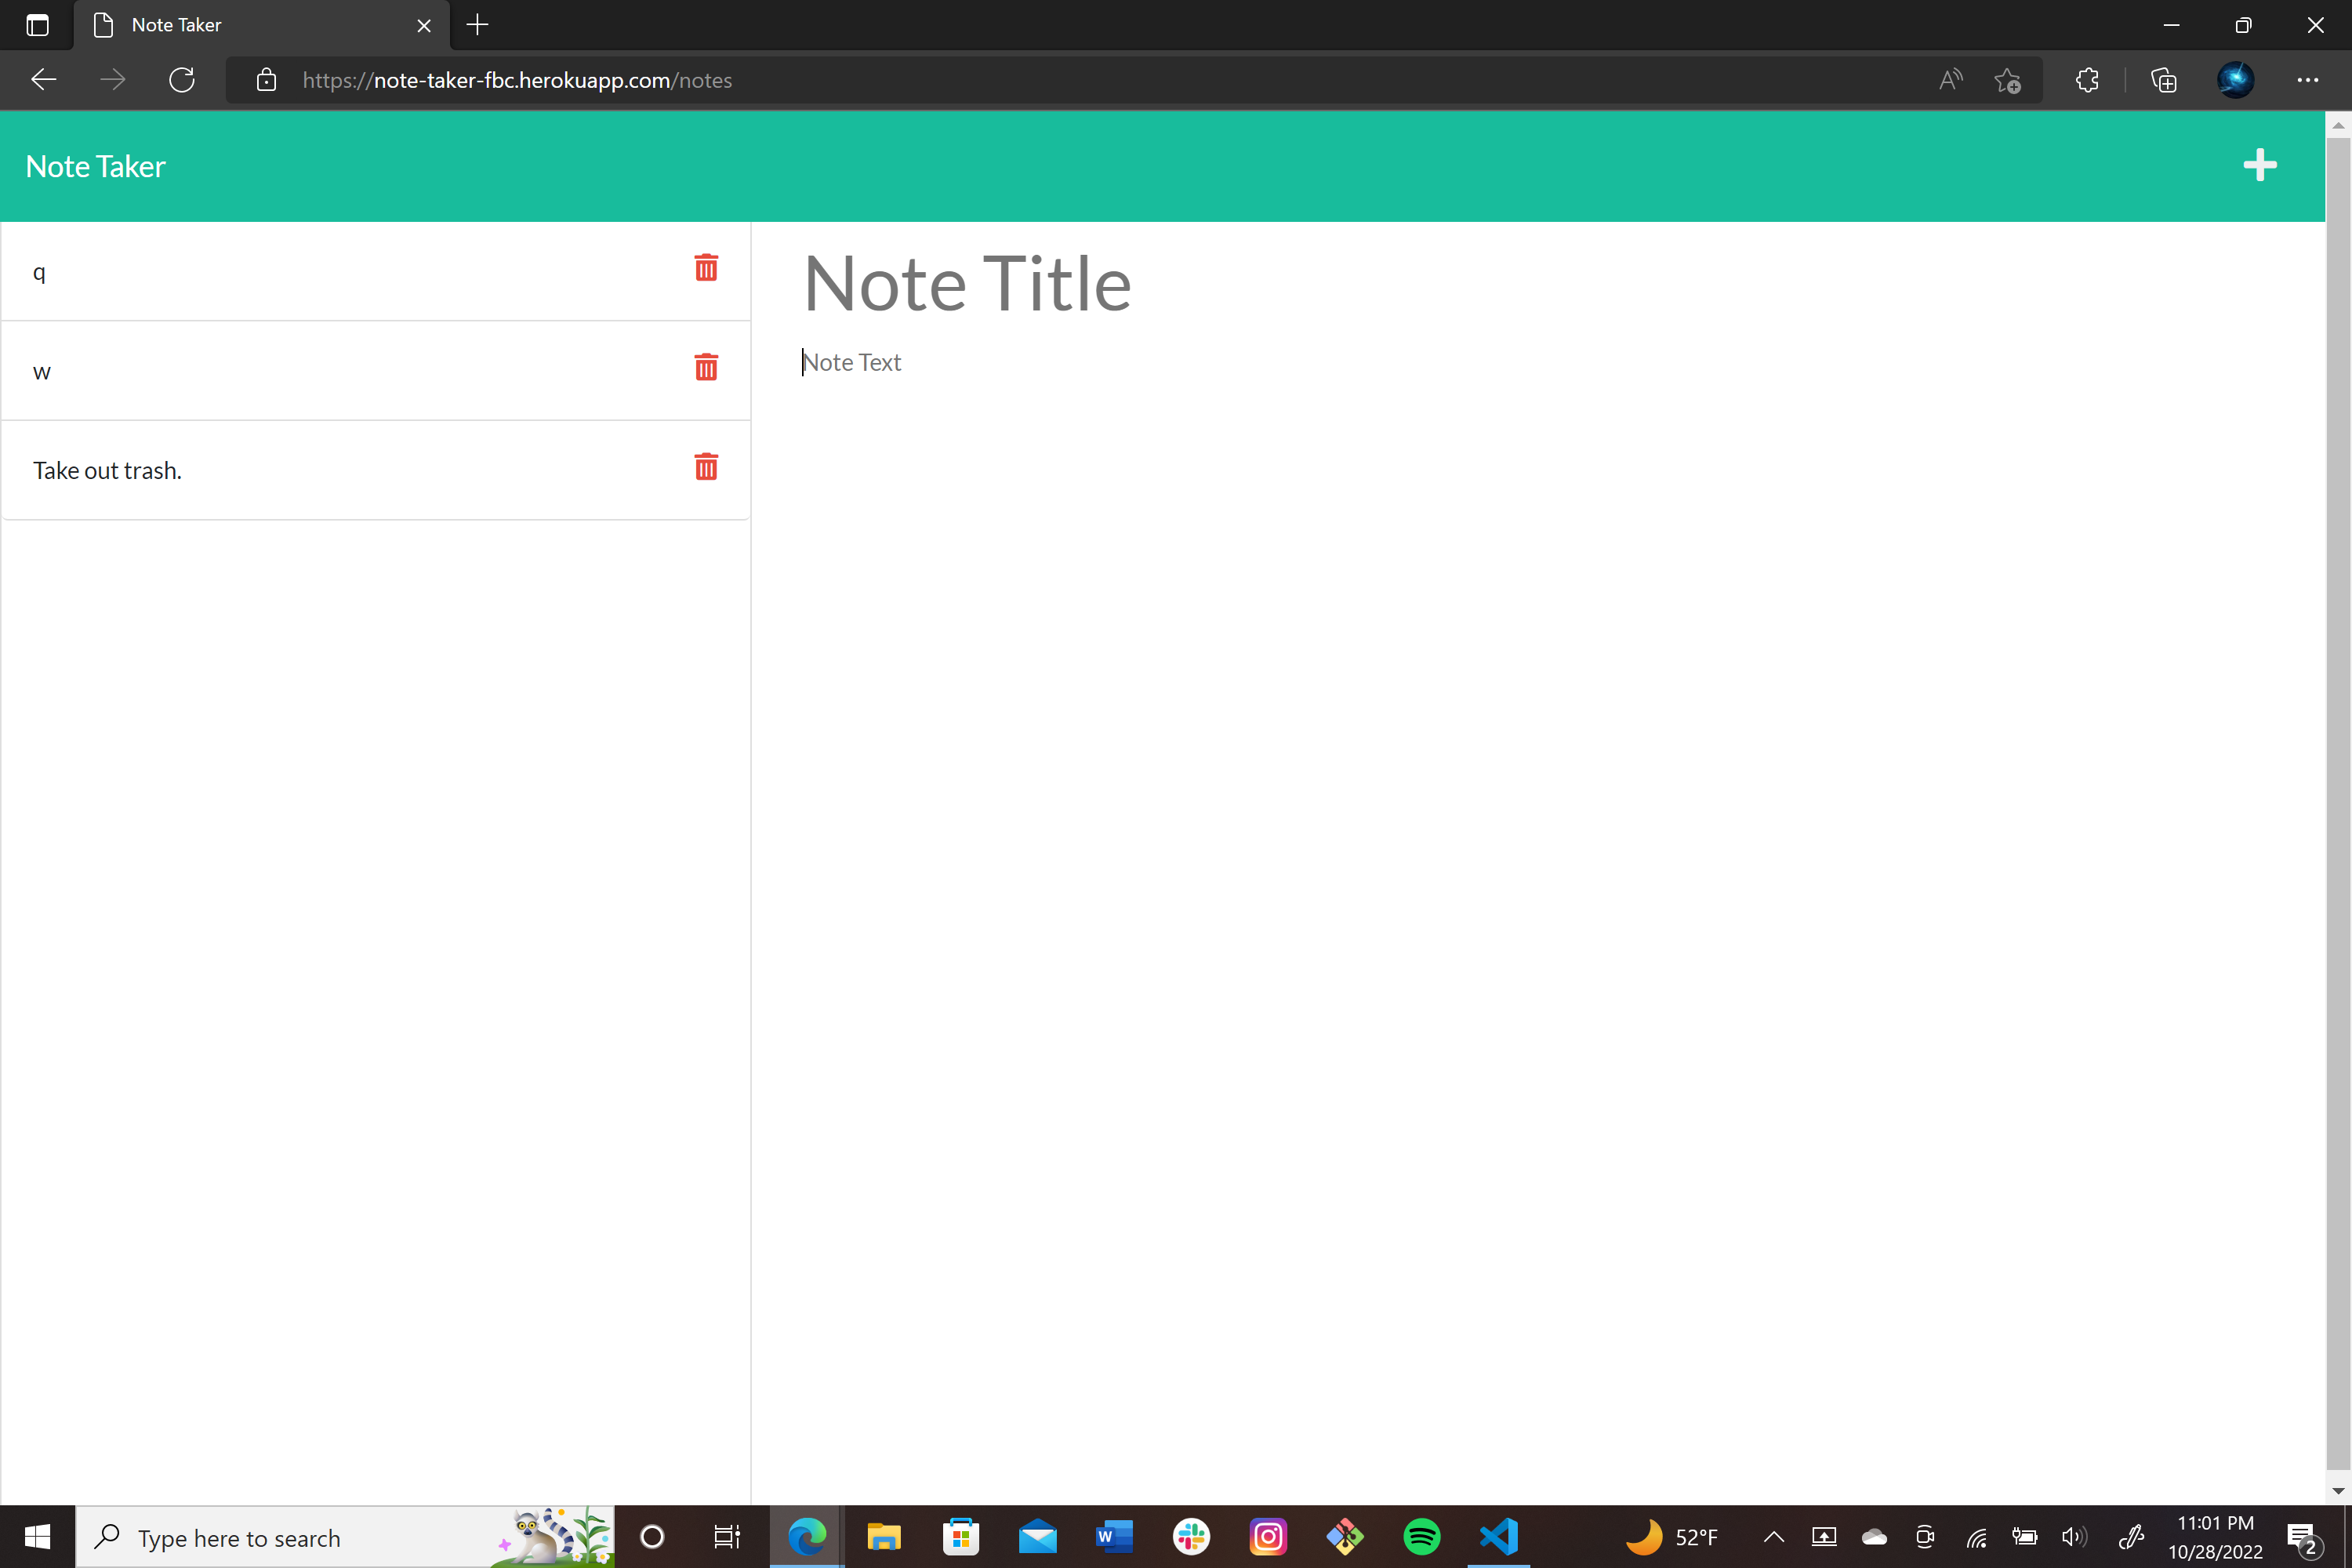 Note Taker
https://note-taker-fbc.herokuapp.com/notes
Note Taker
q
w
Take out trash.
Note Title
Note Text
Type here to search
W
52°F
11:01 PM
10/28/2022
2